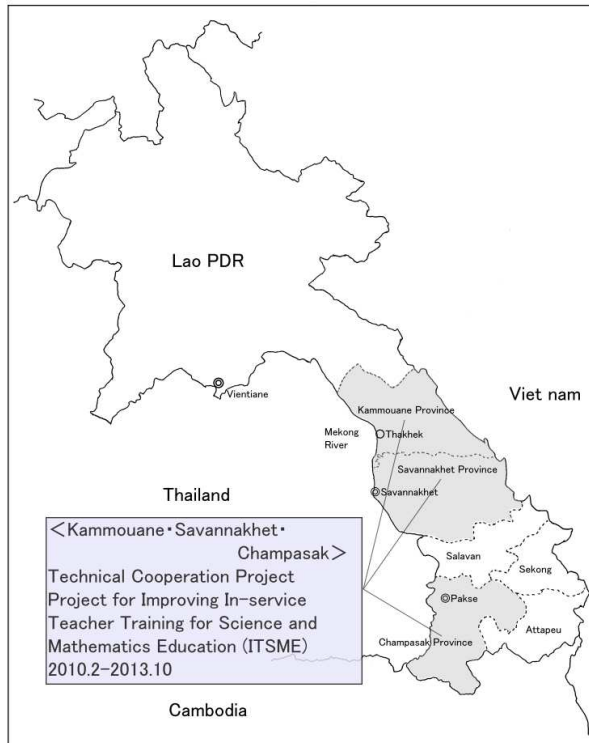 Lao PDR
Vientiane
Viet nam
Kammouane Province
Mekong
River
Thakhek
Savannakhet Province
Savannakhet
Thailand
<Kammouane・Savannakhet・
Champasak>
Technical Cooperation Project
Project for Improving In-service
Teacher Training for Science and
Mathematics Education (ITSME)
2010.2-2013.10
Salavan
Sekong
Pakse
Attapeu
Champasak Province
Cambodia